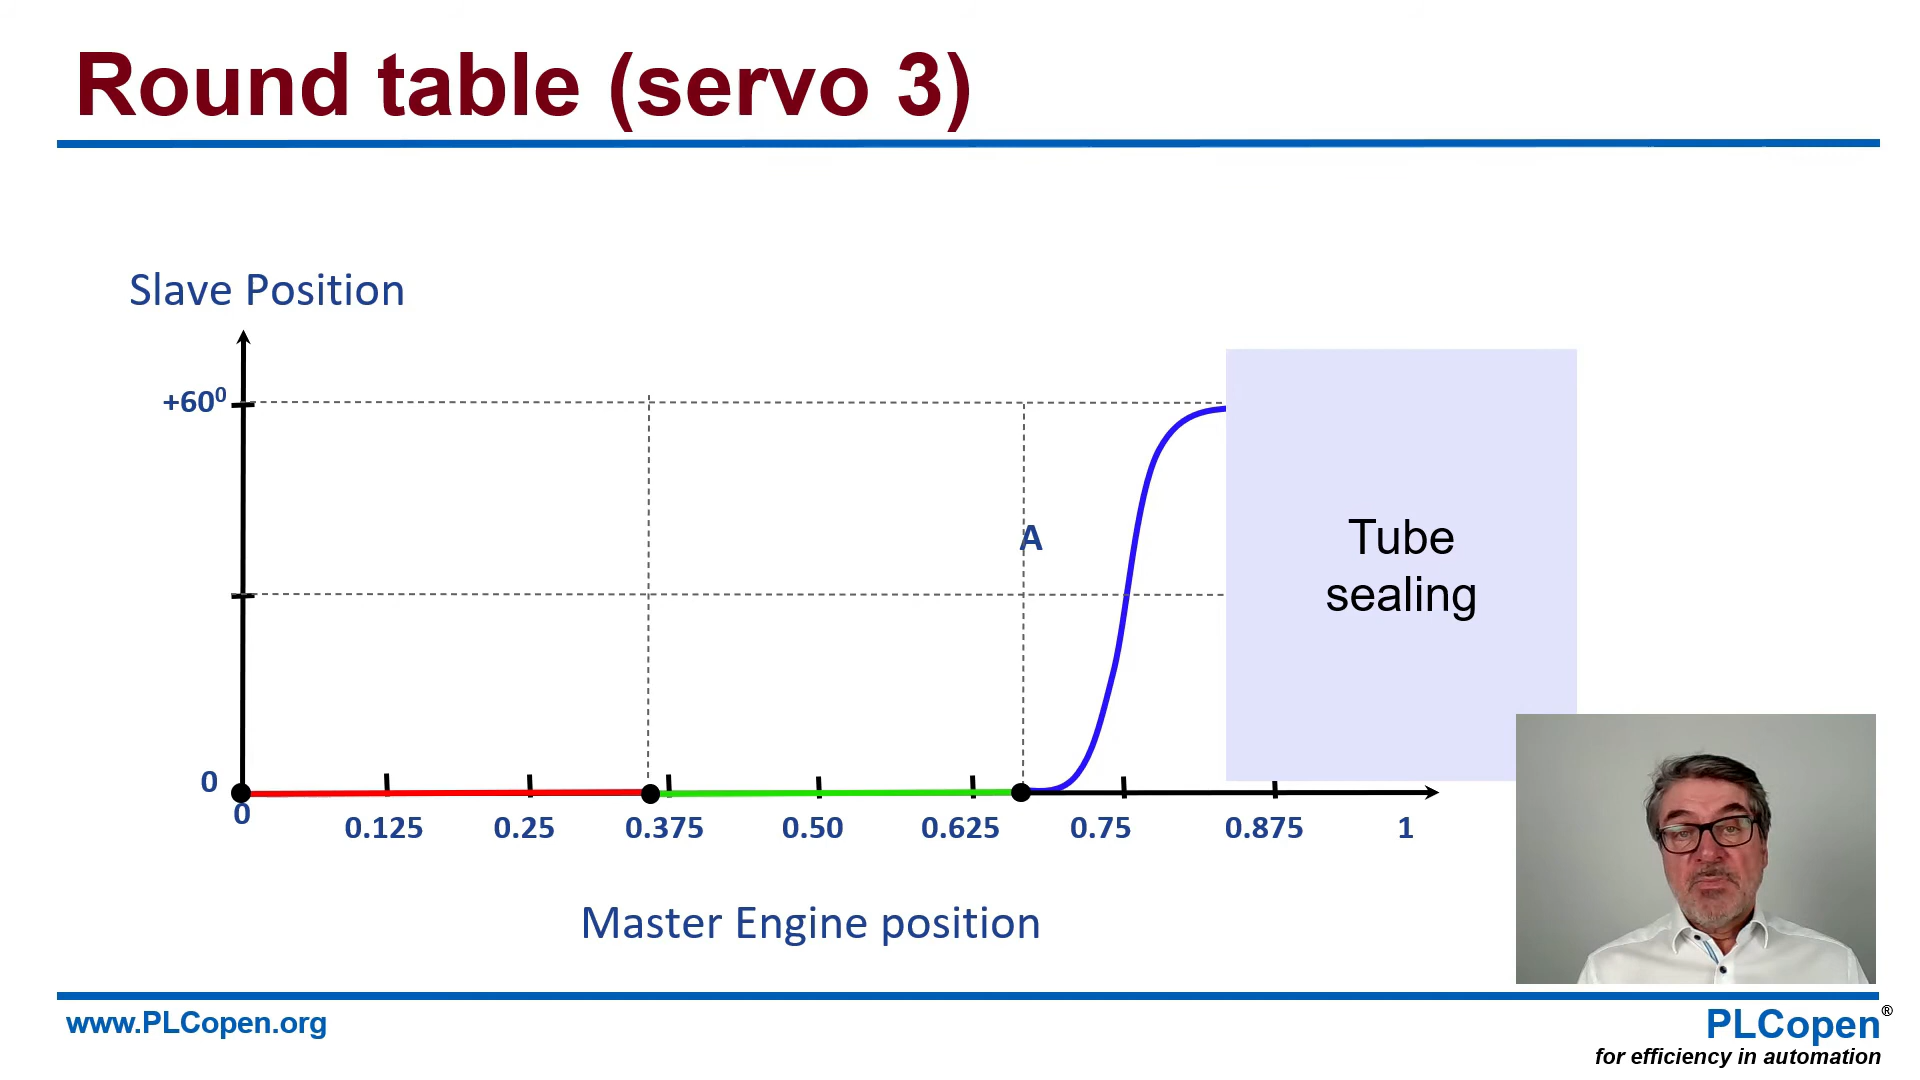 Round table (servo 3)
Slave Position
+60⁰
A
Tube
sealing
0
0 0.125 0.25 0.375 0.50 0.625 0.75 0.875 1
Master Engine position
www.PLCopen.org
PLCopen®
for efficiency in automation